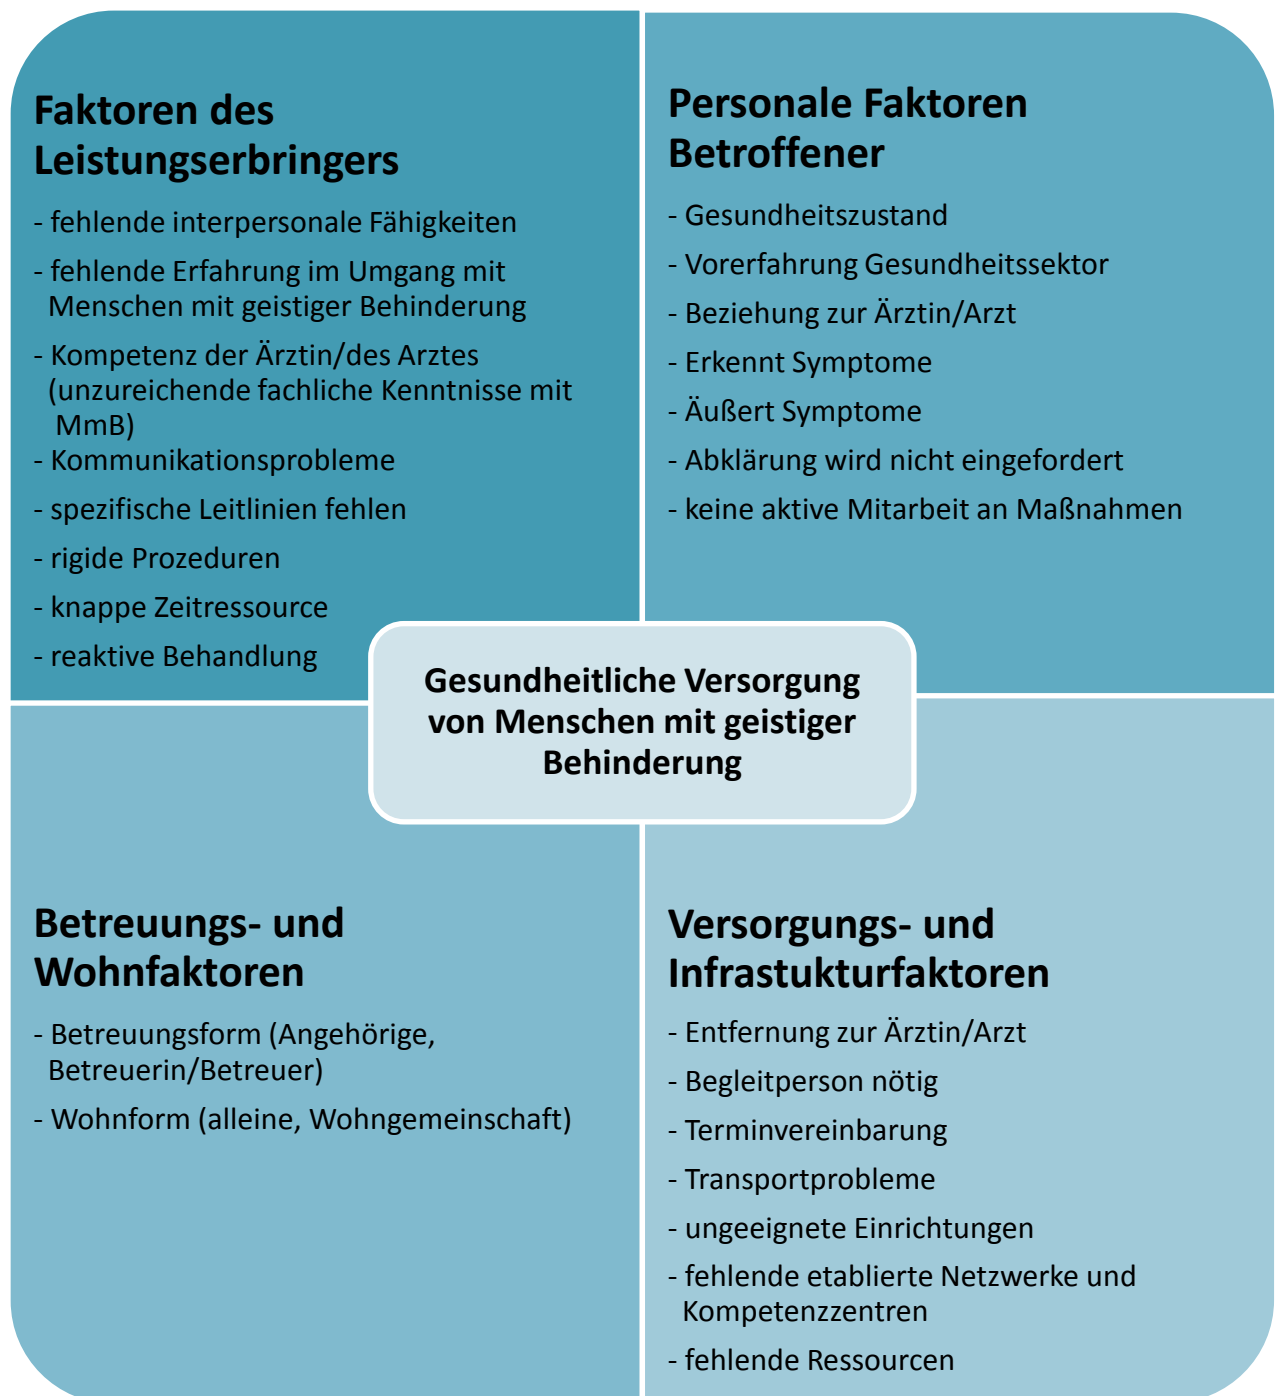 Faktoren des
Leistungserbringers
- fehlende interpersonale Fähigkeiten
- fehlende Erfahrung im Umgang mit
Menschen mit geistiger Behinderung
- Kompetenz der Ärztin/des Arztes
(unzureichende fachliche Kenntnisse mit
MmB)
- Kommunikationsprobleme
- spezifische Leitlinien fehlen
- rigide Prozeduren
- knappe Zeitressource
- reaktive Behandlung
Personale Faktoren
Betroffener
- Gesundheitszustand
- Vorerfahrung Gesundheitssektor
- Beziehung zur Ärztin/Arzt
- Erkennt Symptome
- Äußert Symptome
- Abklärung wird nicht eingefordert
- keine aktive Mitarbeit an Maßnahmen
Gesundheitliche Versorgung
von Menschen mit geistiger
Behinderung
Betreuungs- und
Wohnfaktoren
- Betreuungsform (Angehörige,
Betreuerin/Betreuer)
- Wohnform (alleine, Wohngemeinschaft)
Versorgungs- und
Infrastukturfaktoren
- Entfernung zur Ärztin/Arzt
- Begleitperson nötig
- Terminvereinbarung
- Transportprobleme
- ungeeignete Einrichtungen
- fehlende etablierte Netzwerke und
Kompetenzzentren
- fehlende Ressourcen